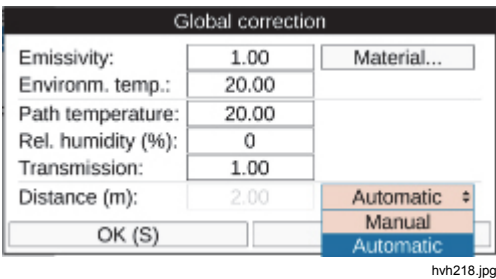 Global correction
Emissivity: 1.00 Material...
Environm. temp.: 20.00
Path temperature: 20.00
Rel. humidity (%): 0
Transmission: 1.00
Distance (m): 2.00 Automatic
Manual
OK (S) Automatic
hvh218.jpg